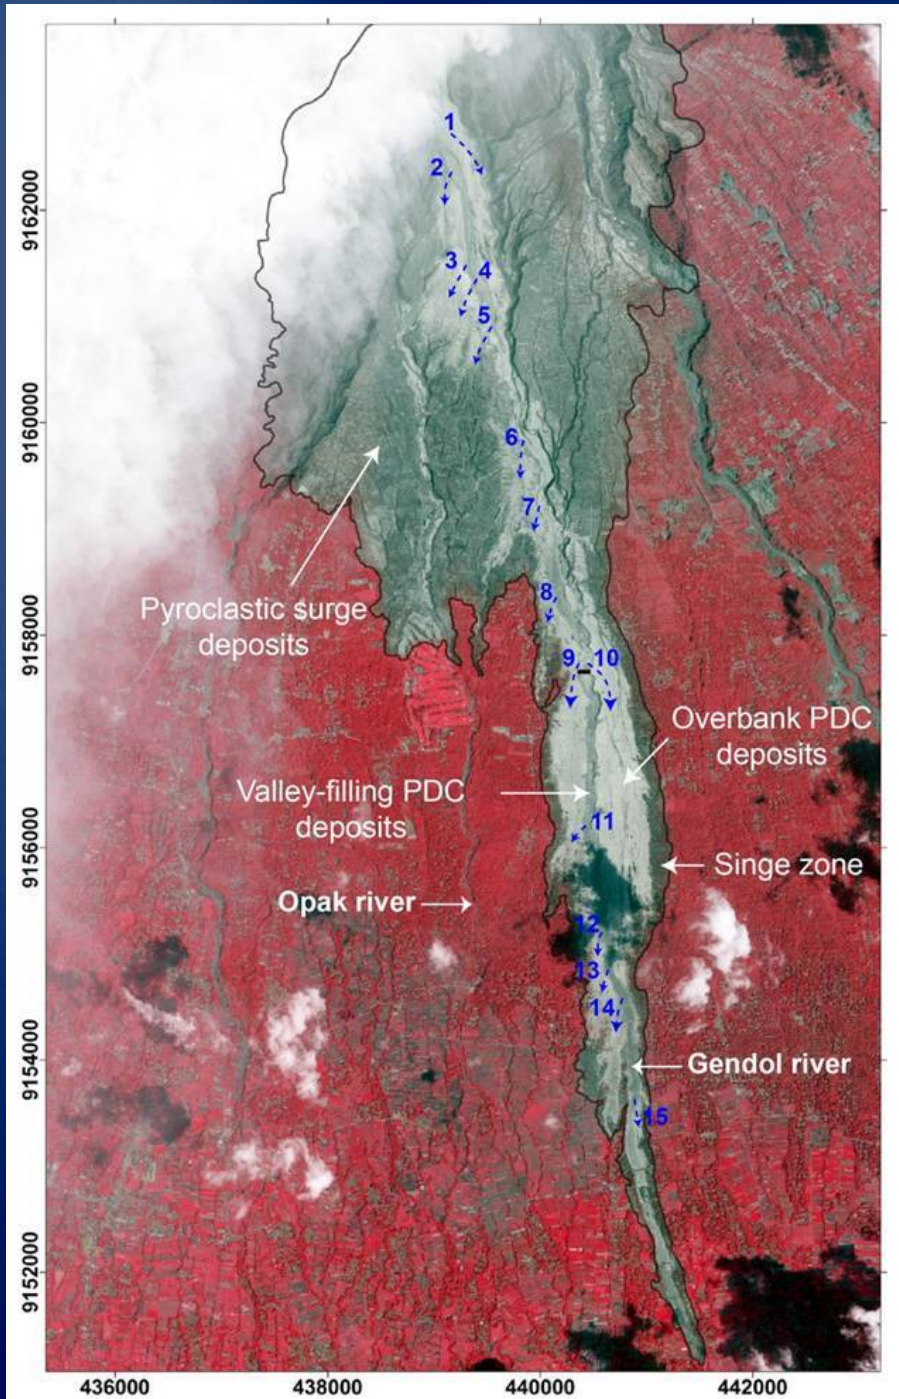 1
2
9162000
3
4
5
9160000
6
7
8
Pyroclastic surge
deposits
9158000
9
10
Overbank PDC
deposits
Valley-filling PDC
deposits
11
9156000
Singe zone
Opak river
12
13
14
9154000
Gendol river
15
9152000
436000
438000
440000
442000